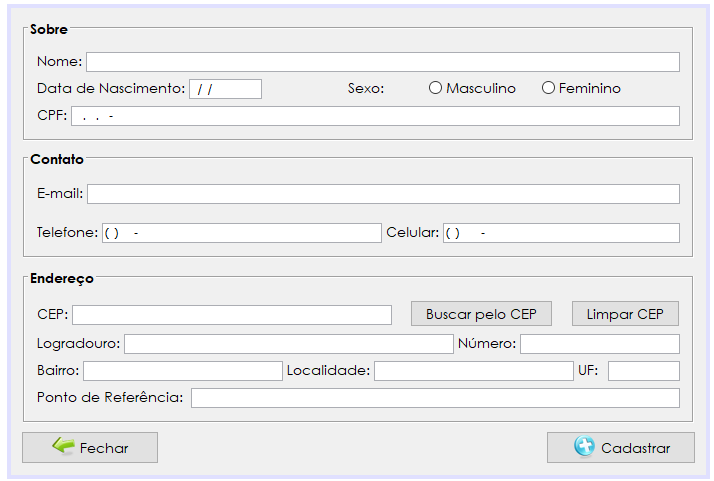 Sobre
Nome:
Data de Nascimento: / / Sexo: Masculino Feminino
CPF: . . -
Contato
E-mail:
Telefone: ( ) - Celular: ( ) -
Endereço
CEP: Buscar pelo CEP Limpar CEP
Logradouro: Número:
Bairro: Localidade: UF:
Ponto de Referência:
Fechar Cadastrar